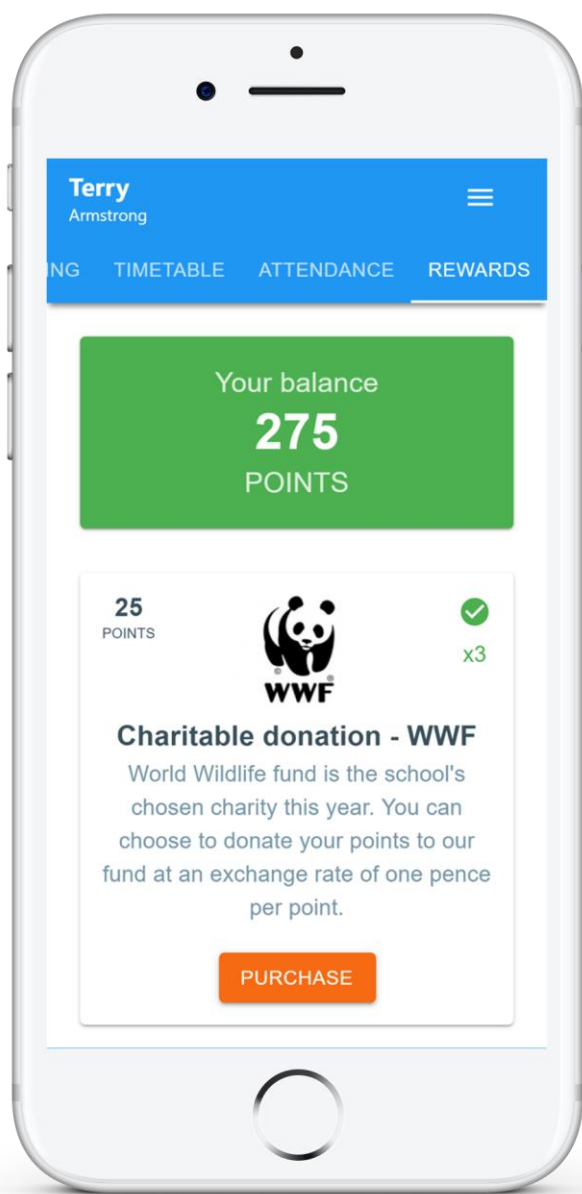 Terry
Armstrong
NG TIMETABLE ATTENDANCE REWARDS
Your balance
275
POINTS
25
POINTS
x3
WWF
Charitable donation - WWF
World Wildlife fund is the school's
chosen charity this year. You can
choose to donate your points to our
fund at an exchange rate of one pence
per point.
PURCHASE